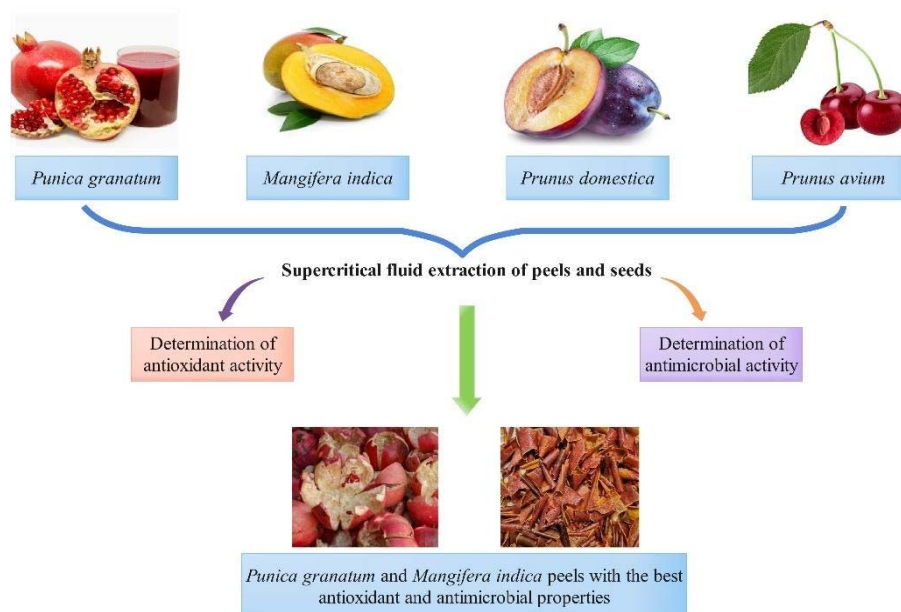 Punica granatum
Mangifera indica
Prunus domestica
Prunus avium
Supercritical fluid extraction of peels and seeds
Determination of
antioxidant activity
Determination of
antimicrobial activity
Punica granatum and Mangifera indica peels with the best
antioxidant and antimicrobial properties